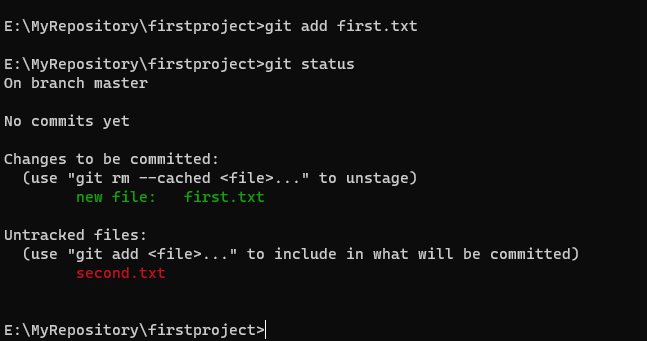 E:\MyRepository\firstproject>git add first.txt
E:\MyRepository\firstproject>git status
On branch master
No commits yet
Changes to be committed:
  (use "git rm --cached <file>..." to unstage)
        new file:   first.txt
Untracked files:
  (use "git add <file>..." to include in what will be committed)
        second.txt
E:\MyRepository\firstproject>